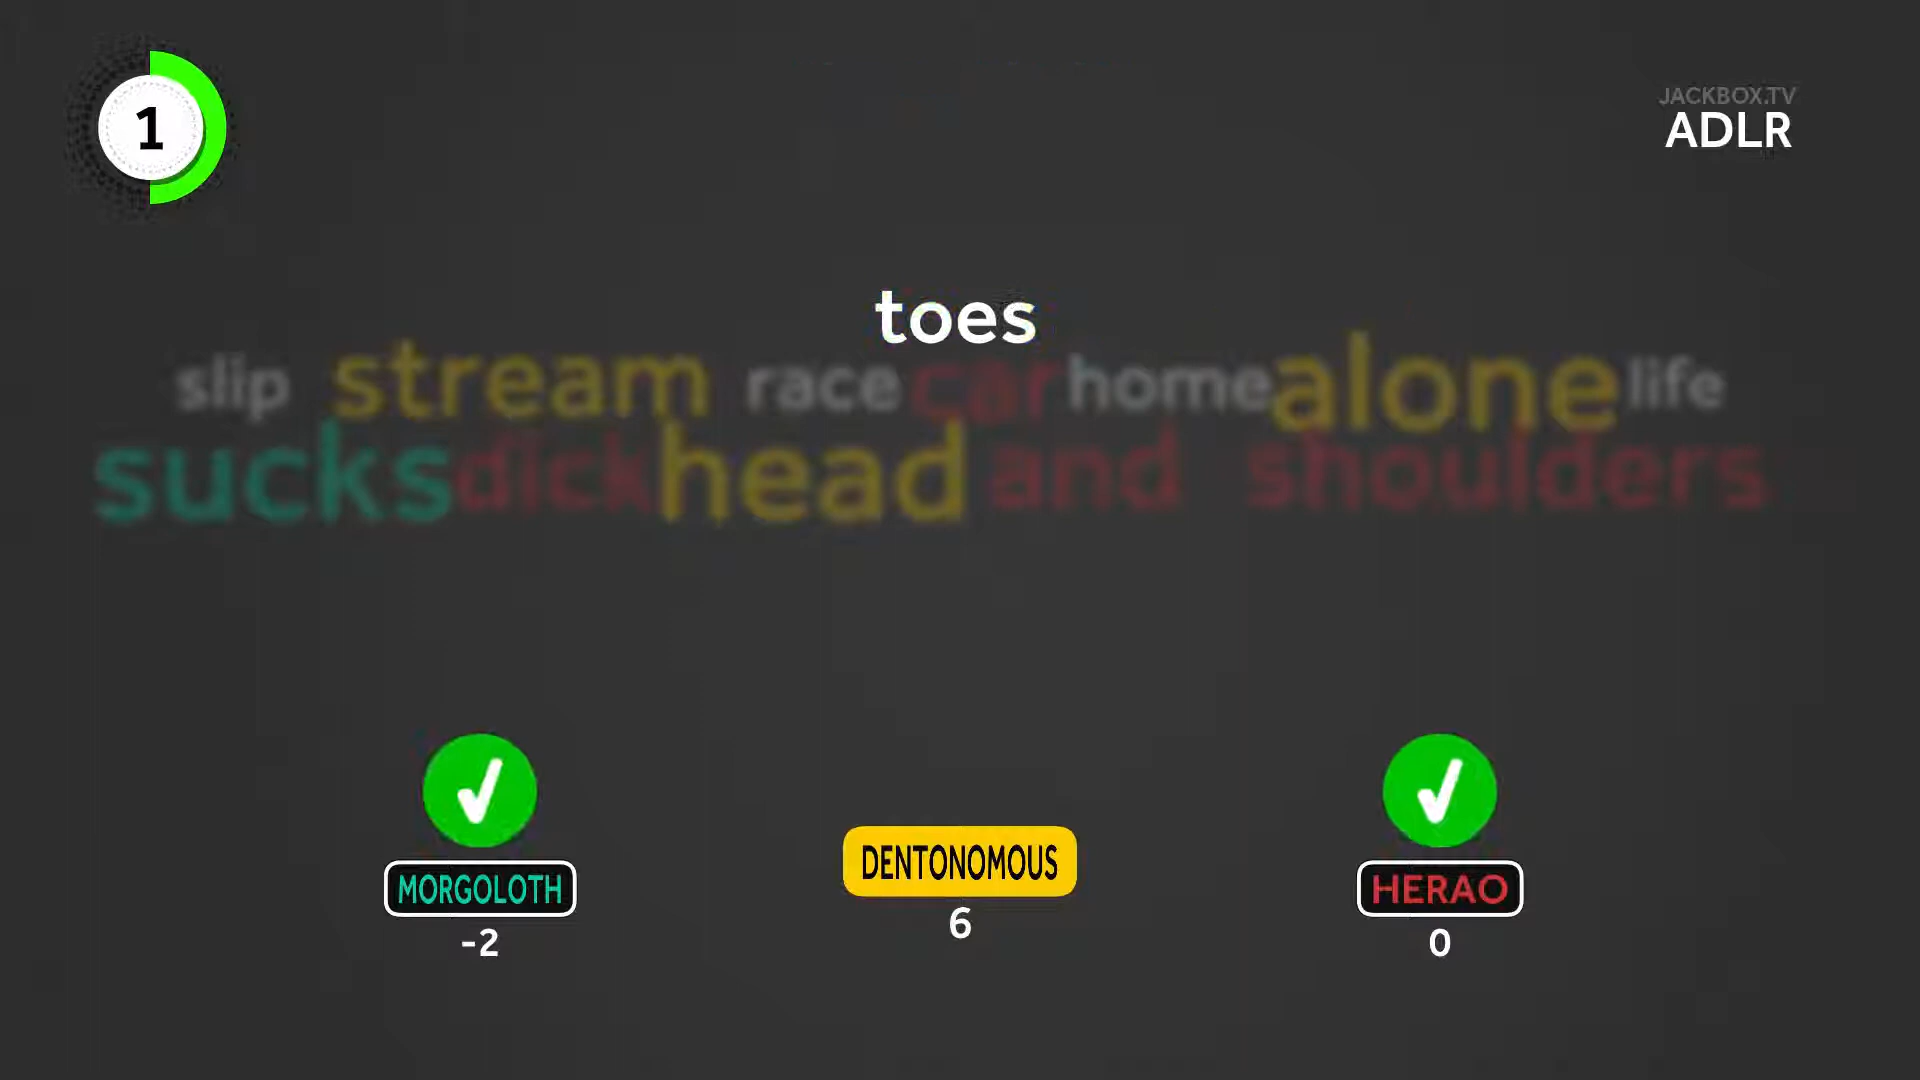 1
JACKBOX.TV
ADLR
toes
slip stream race car home alone life
sucks dick head and shoulders
MORGOLOTH
-2
DENTONOMOUS
6
HERAO
0